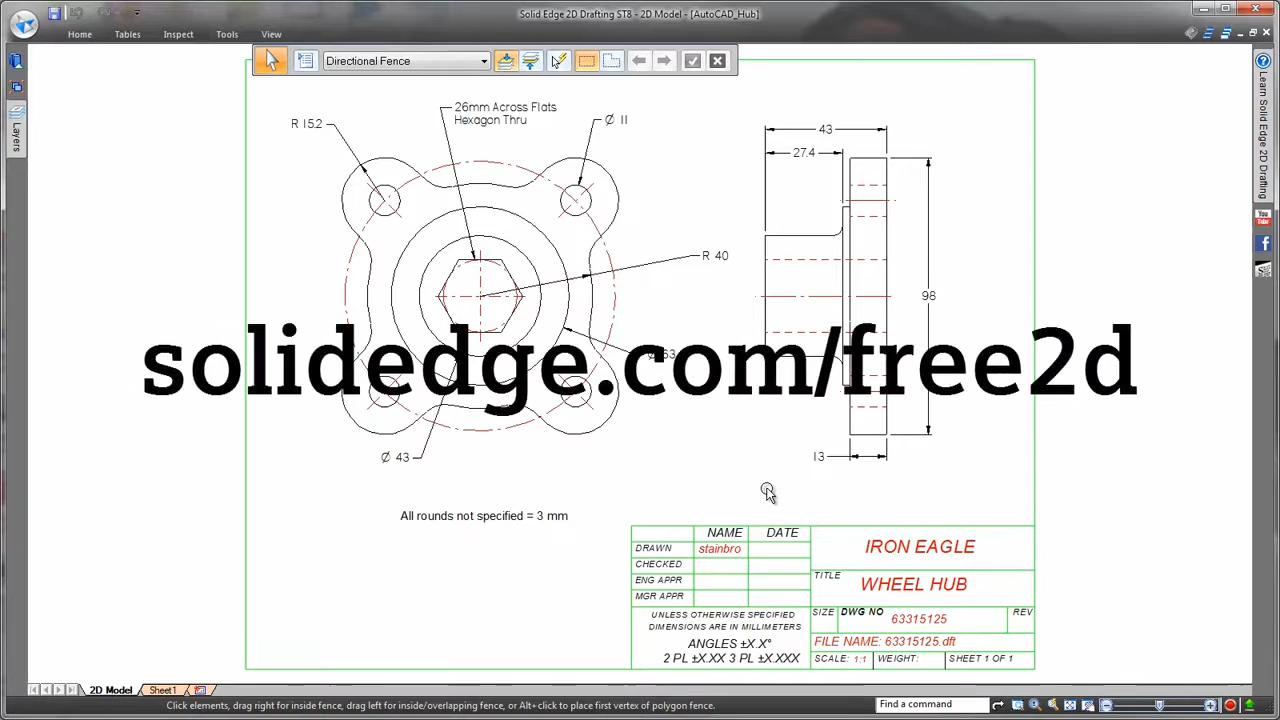 Solid Edge 2D Drafting ST8 - 2D Model - [AutoCAD_Hub]
Home Tables Inspect Tools View
Directional Fence
Layers
Learn Solid Edge 2D Drafting
You Tube
26mm Across Flats
Hexagon Thru
R 15.2
Ø 11
43
27.4
R 40
98
63
solidedge.com/free2d
Ø 43
13
All rounds not specified = 3 mm
NAME DATE
DRAWN stainbro
CHECKED
ENG APPR
MGR APPR
IRON EAGLE
TITLE
WHEEL HUB
UNLESS OTHERWISE SPECIFIED
DIMENSIONS ARE IN MILLIMETERS
ANGLES ±X.X°
2 PL ±X.XX 3 PL ±X.XXX
SIZE DWG NO 63315125 REV
FILE NAME: 63315125.dft
SCALE: 1:1 WEIGHT: SHEET 1 OF 1
2D Model Sheet1
Click elements, drag right for inside fence, drag left for inside/overlapping fence, or Alt+click to place first vertex of polygon fence.
Find a command